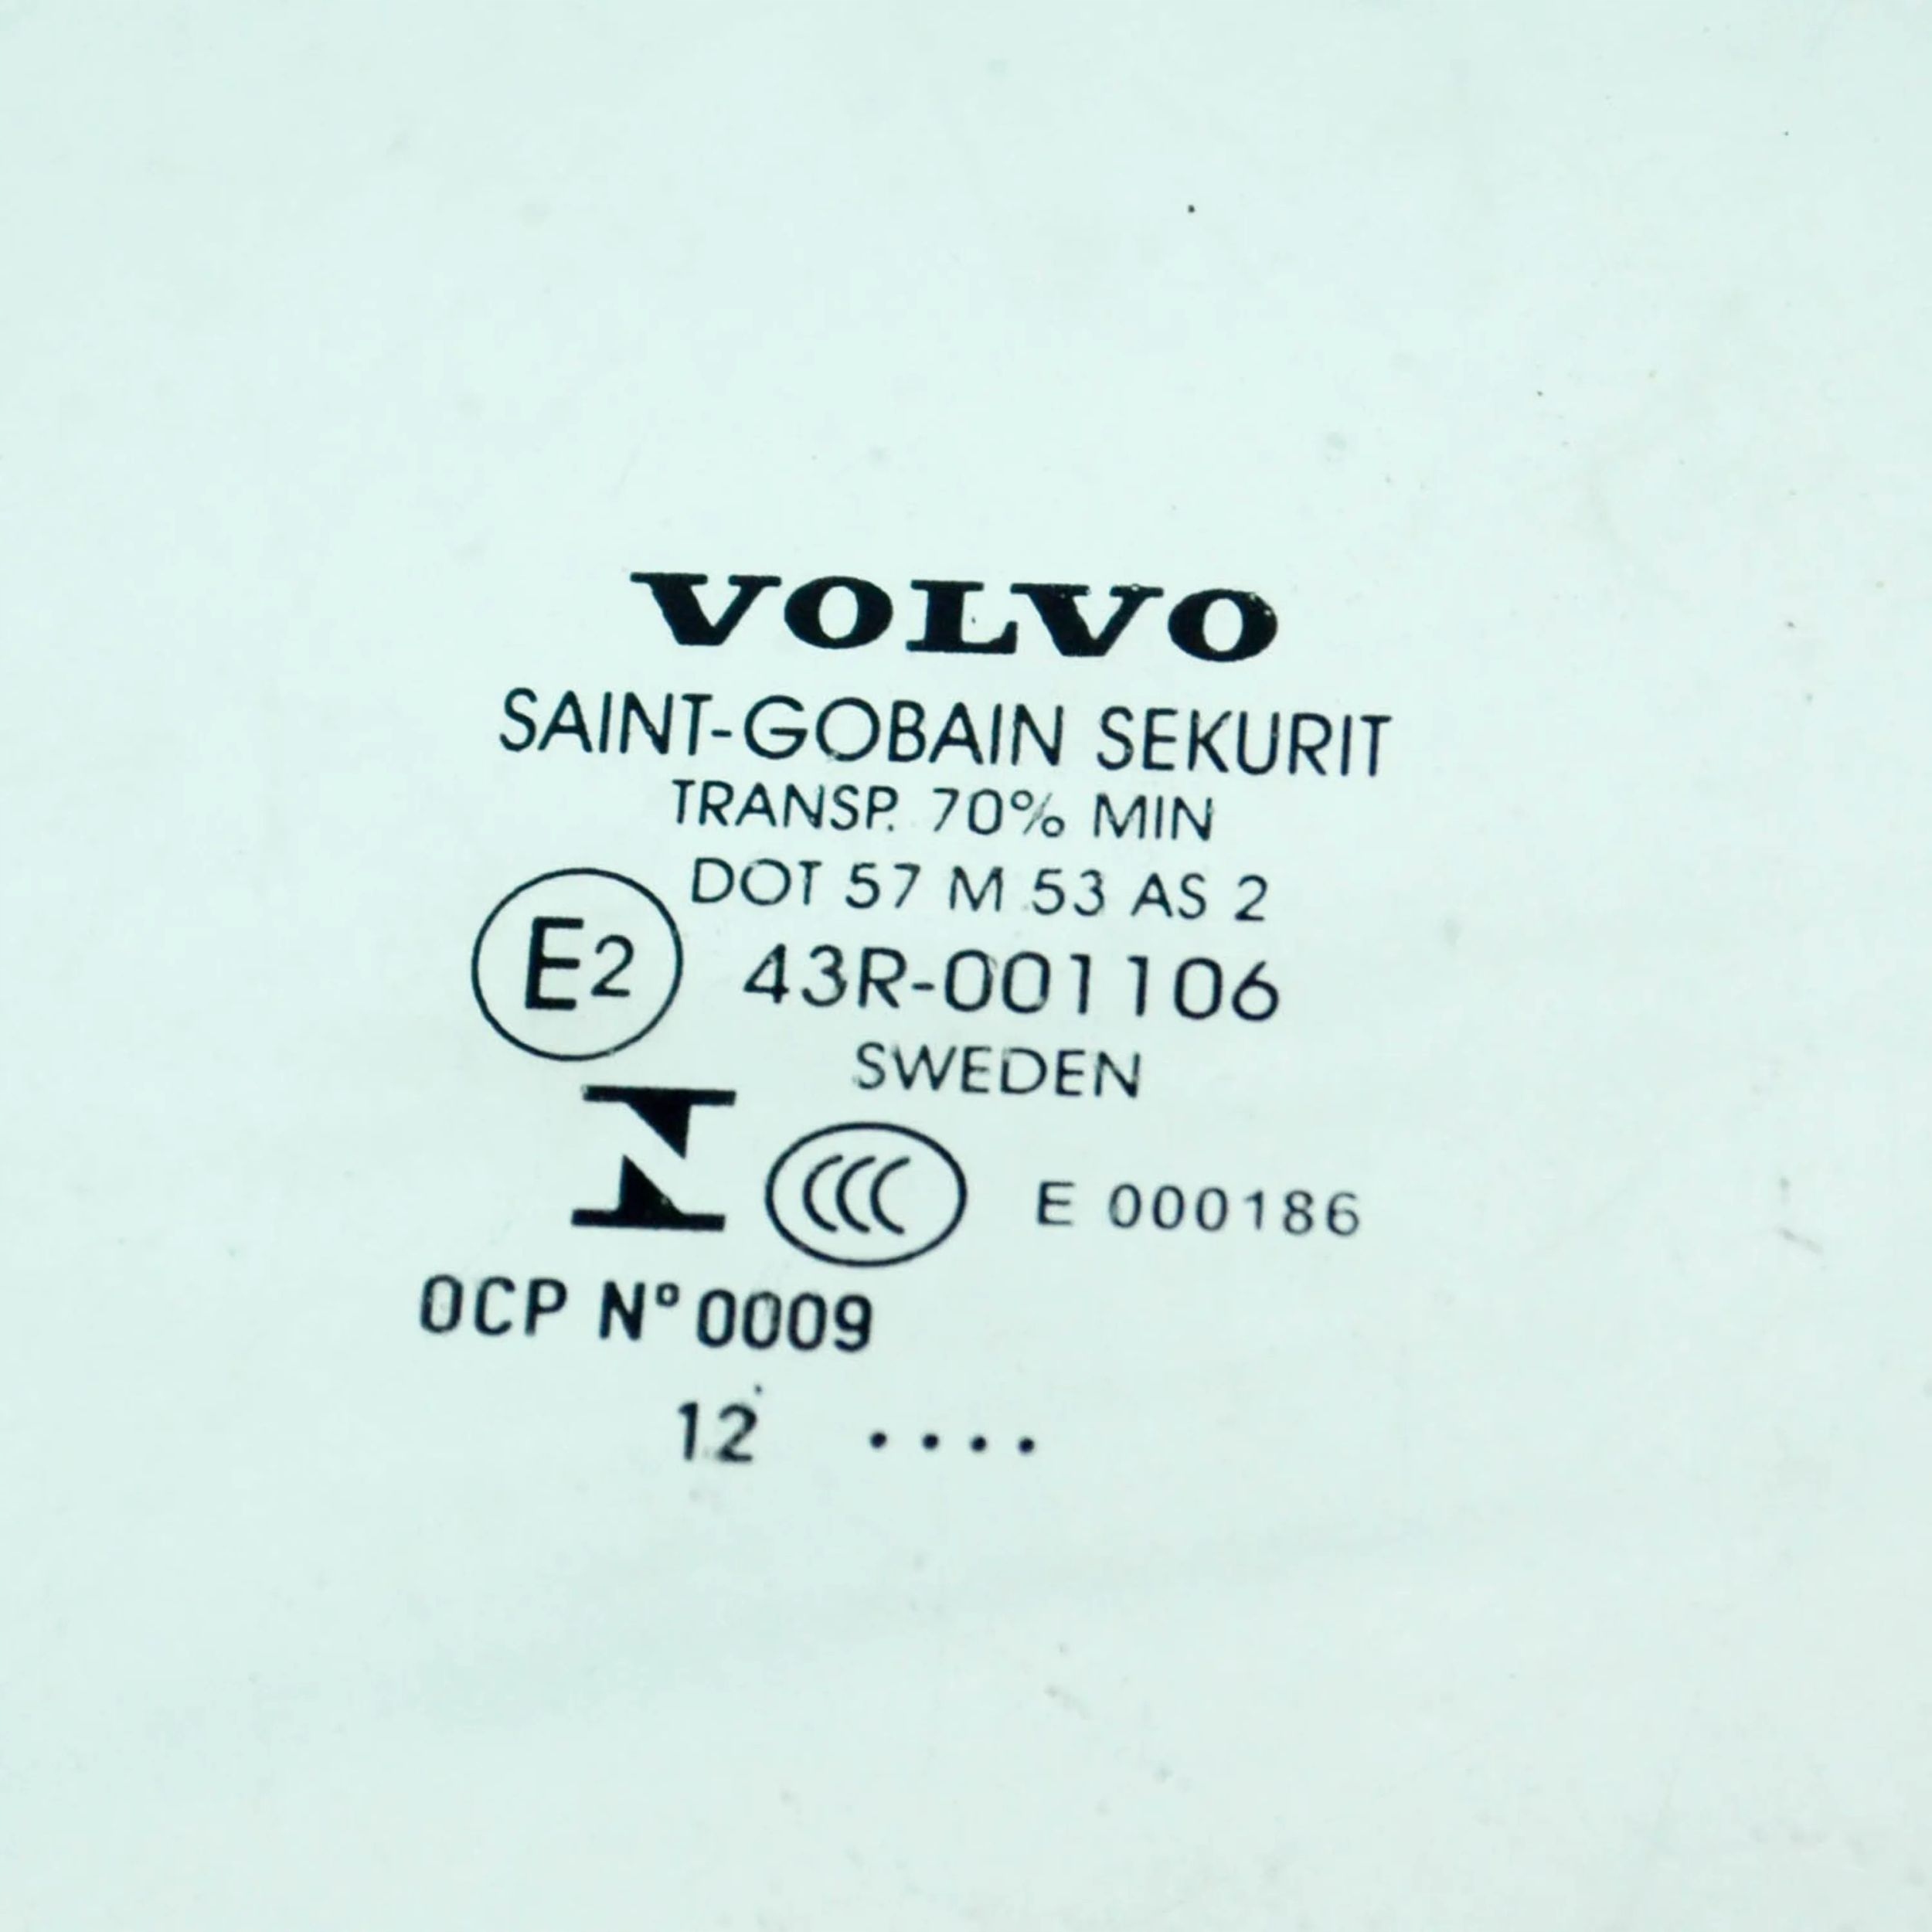 VOLVO
SAINT-GOBAIN SEKURIT
TRANSP. 70% MIN
DOT 57 M 53 AS 2
E2 43R-001106
SWEDEN
CCC E 000186
OCP N° 0009
12 ....